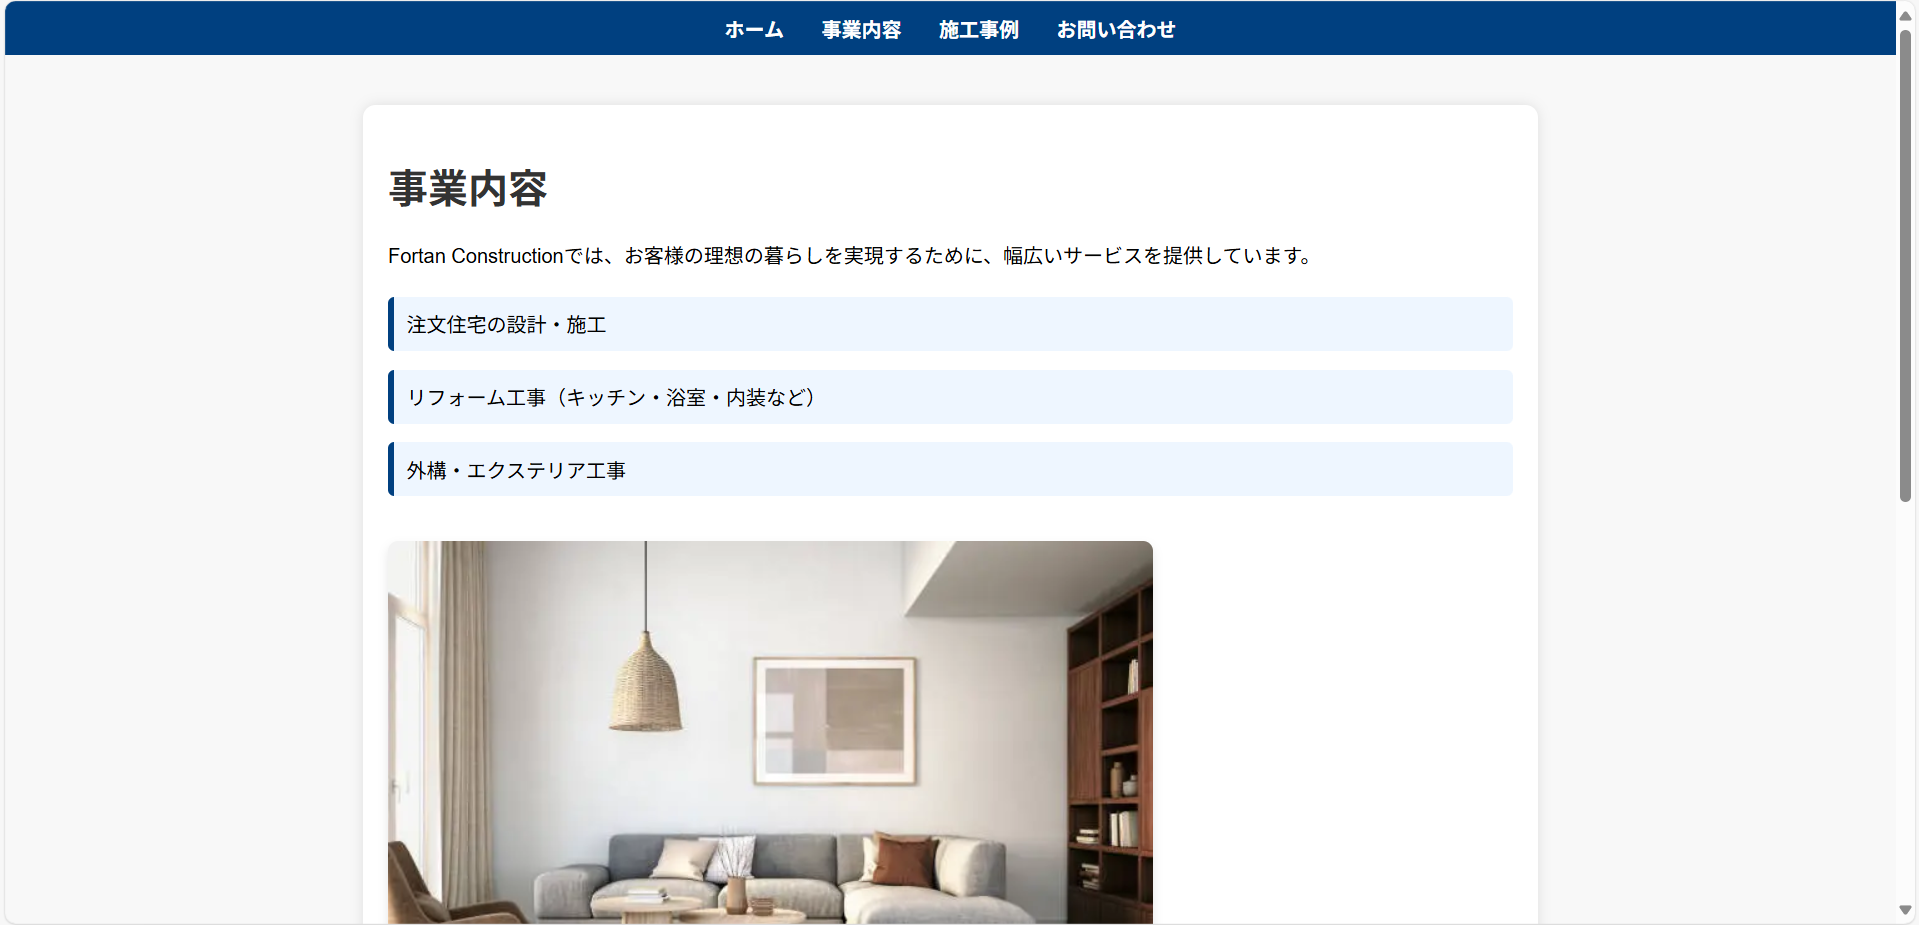 ホーム 事業内容 施工事例 お問い合わせ
事業内容
Fortan Constructionでは、お客様の理想の暮らしを実現するために、幅広いサービスを提供しています。
注文住宅の設計・施工
リフォーム工事（キッチン・浴室・内装など）
外構・エクステリア工事